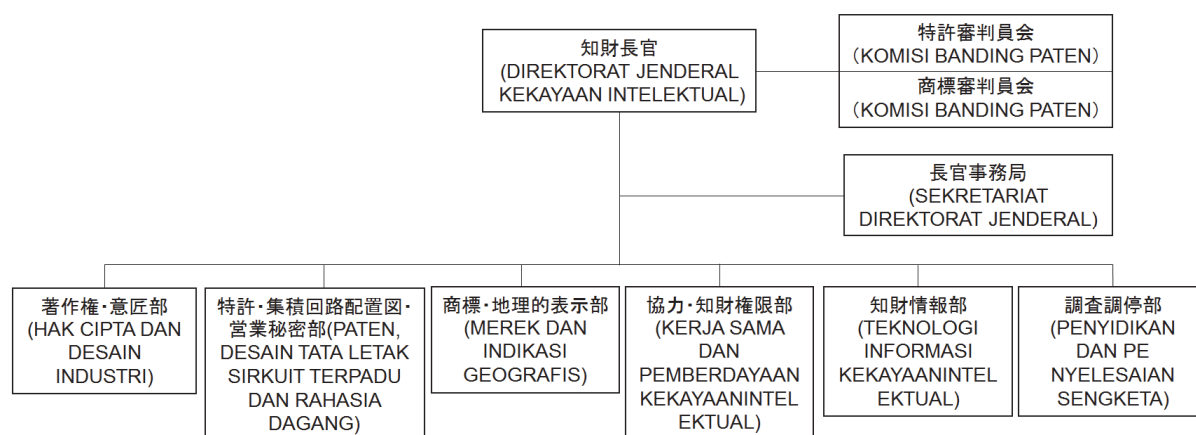 知財長官
(DIREKTORAT JENDERAL
KEKAYAAN INTELEKTUAL)
特許審判員会
（KOMISI BANDING PATEN）
商標審判員会
（KOMISI BANDING PATEN）
長官事務局
(SEKRETARIAT
DIREKTORAT JENDERAL)
著作権・意匠部
(HAK CIPTA DAN
DESAIN
INDUSTRI)
特許・集積回路配置図・
営業秘密部(PATEN,
DESAIN TATA LETAK
SIRKUIT TERPADU
DAN RAHASIA
DAGANG)
商標・地理的表示部
(MEREK DAN
INDIKASI
GEOGRAFIS)
協力・知財権限部
(KERJA SAMA
DAN
PEMBERDAYAAN
KEKAYAANINTEL
EKTUAL)
知財情報部
(TEKNOLOGI
INFORMASI
KEKAYAANINTEL
EKTUAL)
調査調停部
(PENYIDIKAN
DAN PE
NYELESAIAN
SENGKETA)